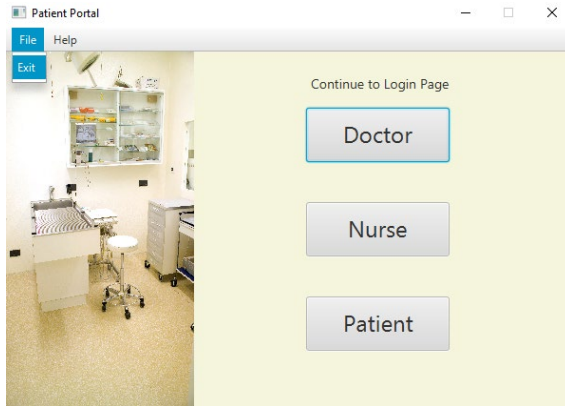 Patient Portal
File Help
Exit
Continue to Login Page
Doctor
Nurse
Patient